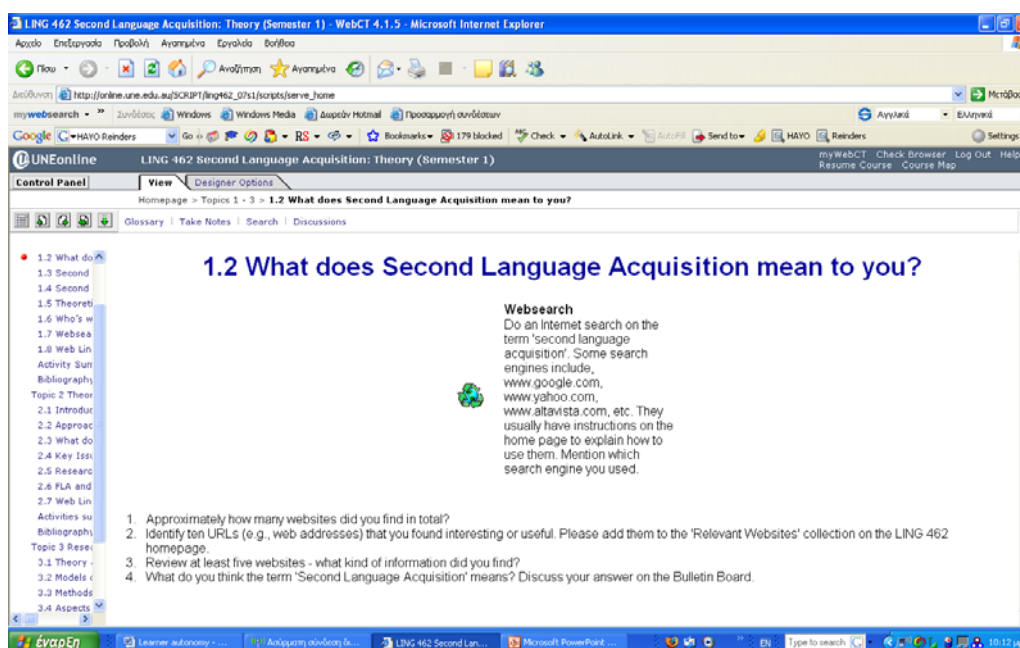 LING 462 Second Language Acquisition: Theory (Semester 1) - WebCT 4.1.5 - Microsoft Internet Explorer
Αρχείο Επεξεργασία Προβολή Αγαπημένα Εργαλεία Βοήθεια
Πίσω Αναζήτηση Αγαπημένα
Διεύθυνση http://online.une.edu.au/SCRIPT/ling462_07s1/scripts/serve_home Μετάβαση
mywebsearch Συνδέσεις Windows Windows Media Δωρεάν Hotmail Προσαρμογή συνδέσεων Αγγλικά Ελληνικά
Google HAYO Reinders Go RS Bookmarks 179 blocked Check AutoLink AutoFill Send to HAYO Reinders Settings
UNEonline LING 462 Second Language Acquisition: Theory (Semester 1) myWebCT Check Browser Log Out Help
Resume Course Course Map
Control Panel View Designer Options
Homepage > Topics 1 - 3 > 1.2 What does Second Language Acquisition mean to you?
Glossary | Take Notes | Search | Discussions
1.2 What do
1.3 Second
1.4 Second
1.5 Theoreti
1.6 Who's w
1.7 Websea
1.8 Web Lin
Activity Sum
Bibliography
Topic 2 Theor
2.1 Introduc
2.2 Approac
2.3 What do
2.4 Key Issu
2.5 Researc
2.6 FLA and
2.7 Web Lin
Activities su
Bibliography
Topic 3 Rese
3.1 Theory
3.2 Models
3.3 Methods
3.4 Aspects
1.2 What does Second Language Acquisition mean to you?
Websearch
Do an Internet search on the
term 'second language
acquisition'. Some search
engines include,
www.google.com,
www.yahoo.com,
www.altavista.com, etc. They
usually have instructions on the
home page to explain how to
use them. Mention which
search engine you used.
1. Approximately how many websites did you find in total?
2. Identify ten URLs (e.g., web addresses) that you found interesting or useful. Please add them to the 'Relevant Websites' collection on the LING 462
homepage.
3. Review at least five websites - what kind of information did you find?
4. What do you think the term 'Second Language Acquisition' means? Discuss your answer on the Bulletin Board.
έναρξη Learner autonomy - ... Ασύρματη σύνδεση δι... LING 462 Second Lan... Microsoft PowerPoint ... EN Type to search 10:12 μμ